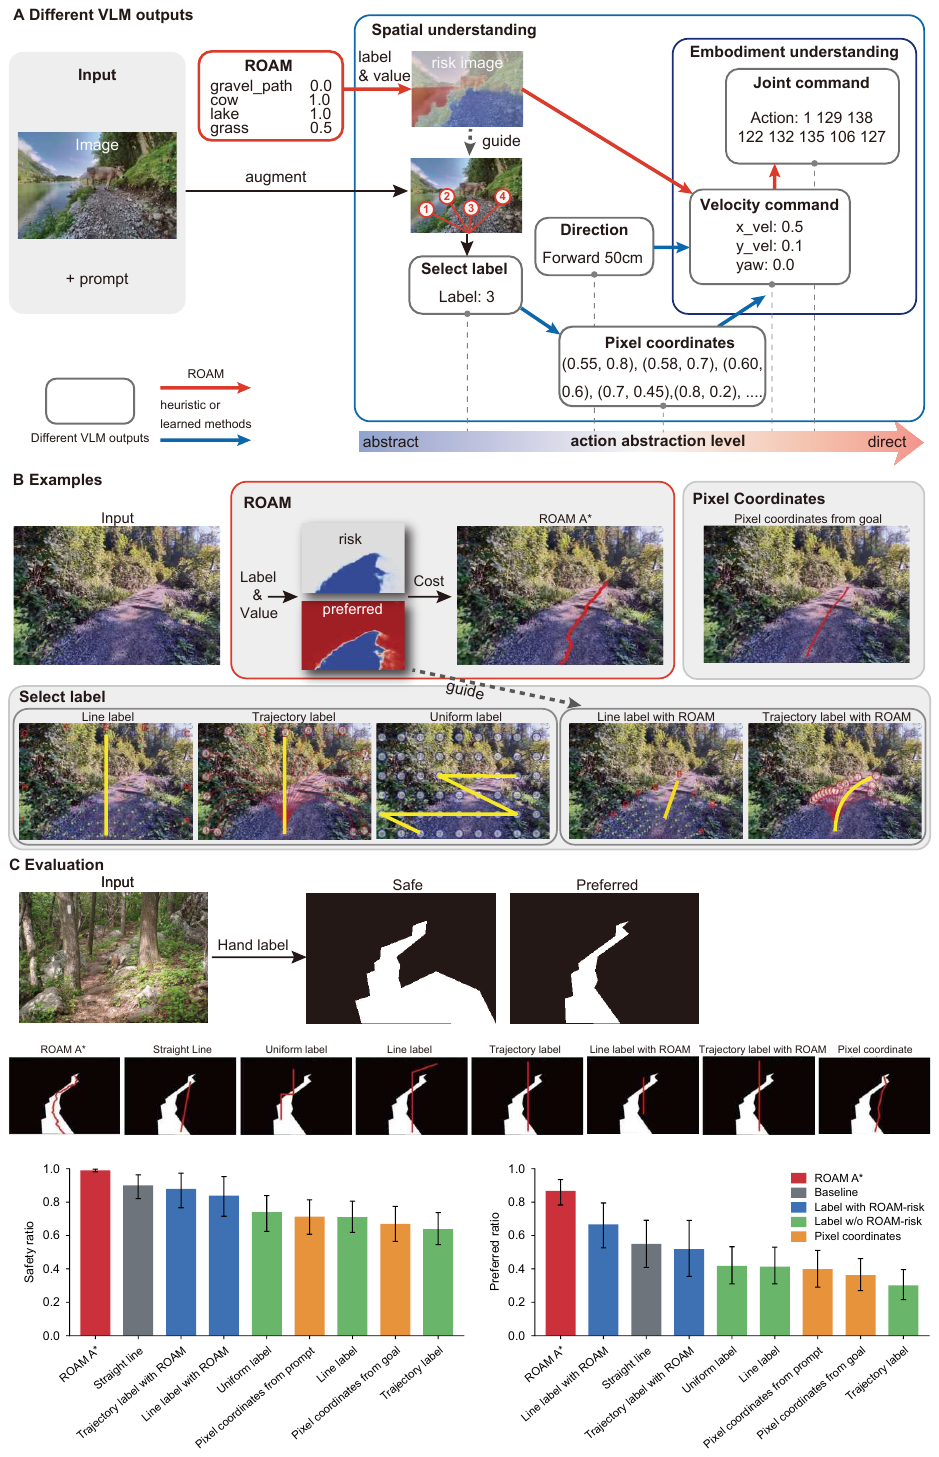 A Different VLM outputs
Input
Image
+ prompt
ROAM
gravel_path 0.0
cow 1.0
lake 1.0
grass 0.5
label
& value
augment
Spatial understanding
risk image
guide
1 2 3 4
Select label
Label: 3
Direction
Forward 50cm
Pixel coordinates
(0.55, 0.8), (0.58, 0.7), (0.60,
0.6), (0.7, 0.45),(0.8, 0.2), ....
Embodiment understanding
Joint command
Action: 1 129 138
122 132 135 106 127
Velocity command
x_vel: 0.5
y_vel: 0.1
yaw: 0.0
Different VLM outputs
ROAM
heuristic or
learned methods
abstract action abstraction level direct
B Examples
Input
ROAM
Label
&
Value
risk
preferred
Cost
ROAM A*
Pixel Coordinates
Pixel coordinates from goal
guide
Select label
Line label
Trajectory label
Uniform label
Line label with ROAM
Trajectory label with ROAM
C Evaluation
Input
Hand label
Safe
Preferred
ROAM A*
Straight Line
Uniform label
Line label
Trajectory label
Line label with ROAM
Trajectory label with ROAM
Pixel coordinate
Safety ratio
1.0
0.8
0.6
0.4
0.2
0.0
ROAM A*
Straight line
Trajectory label with ROAM
Line label with ROAM
Uniform label
Pixel coordinates from prompt
Line label
Pixel coordinates from goal
Trajectory label
Preferred ratio
1.0
0.8
0.6
0.4
0.2
0.0
ROAM A*
Baseline
Label with ROAM-risk
Label w/o ROAM-risk
Pixel coordinates
ROAM A*
Line label with ROAM
Straight line
Trajectory label with ROAM
Uniform label
Line label
Pixel coordinates from prompt
Pixel coordinates from goal
Trajectory label